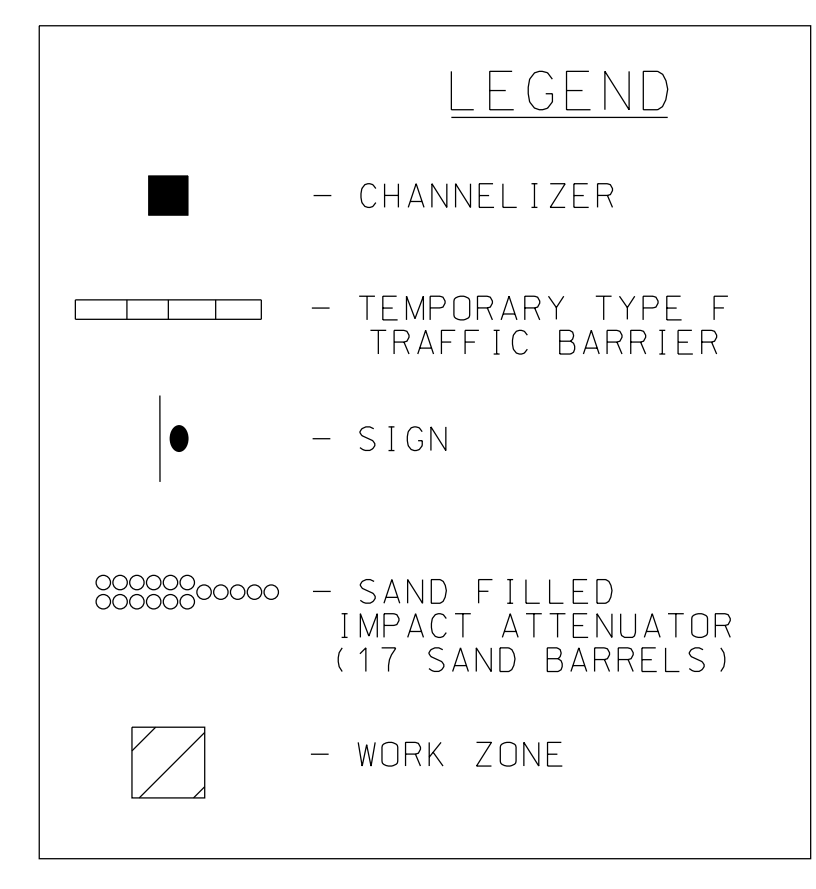 LEGEND
- CHANNELIZER
- TEMPORARY TYPE F
TRAFFIC BARRIER
- SIGN
- SAND FILLED
IMPACT ATTENUATOR
(17 SAND BARRELS)
- WORK ZONE